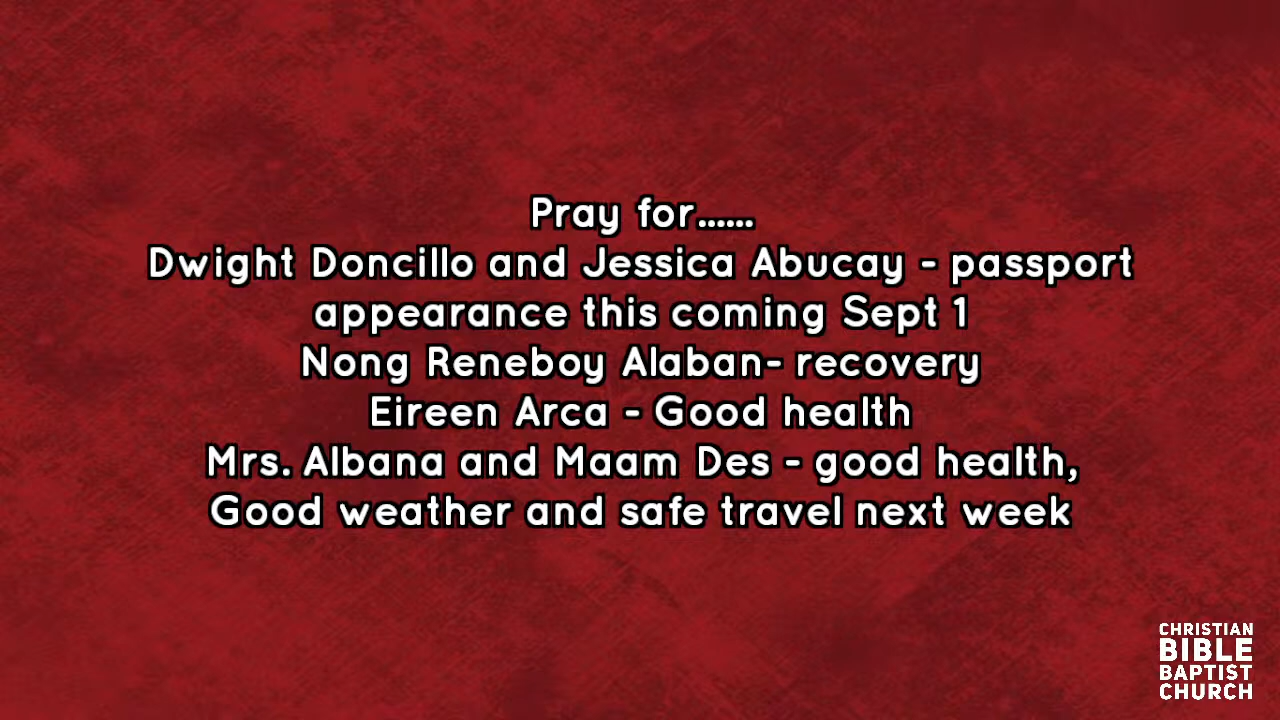 Pray for......
Dwight Doncillo and Jessica Abucay - passport
appearance this coming Sept 1
Nong Reneboy Alaban- recovery
Eireen Arca - Good health
Mrs. Albana and Maam Des - good health,
Good weather and safe travel next week
CHRISTIAN
BIBLE
BAPTIST
CHURCH